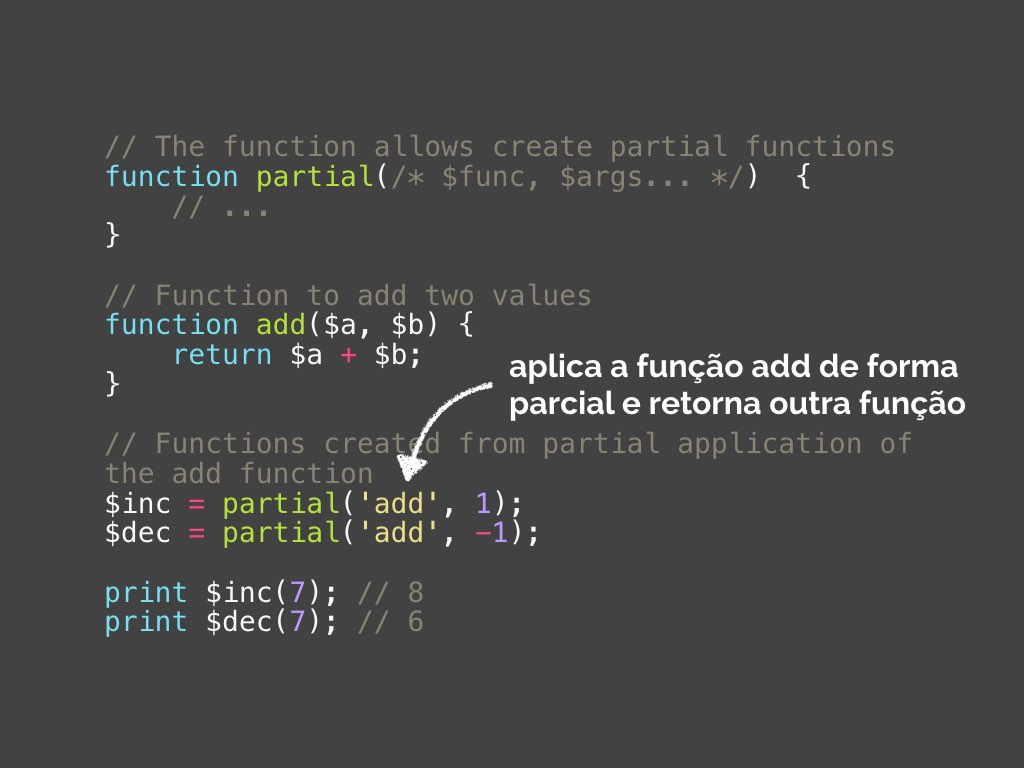 // The function allows create partial functions
function partial(/* $func, $args... */)  {
    // ...
}
// Function to add two values
function add($a, $b) {
    return $a + $b;
}
aplica a função add de forma
parcial e retorna outra função
// Functions created from partial application of
the add function
$inc = partial('add', 1);
$dec = partial('add', -1);
print $inc(7); // 8
print $dec(7); // 6